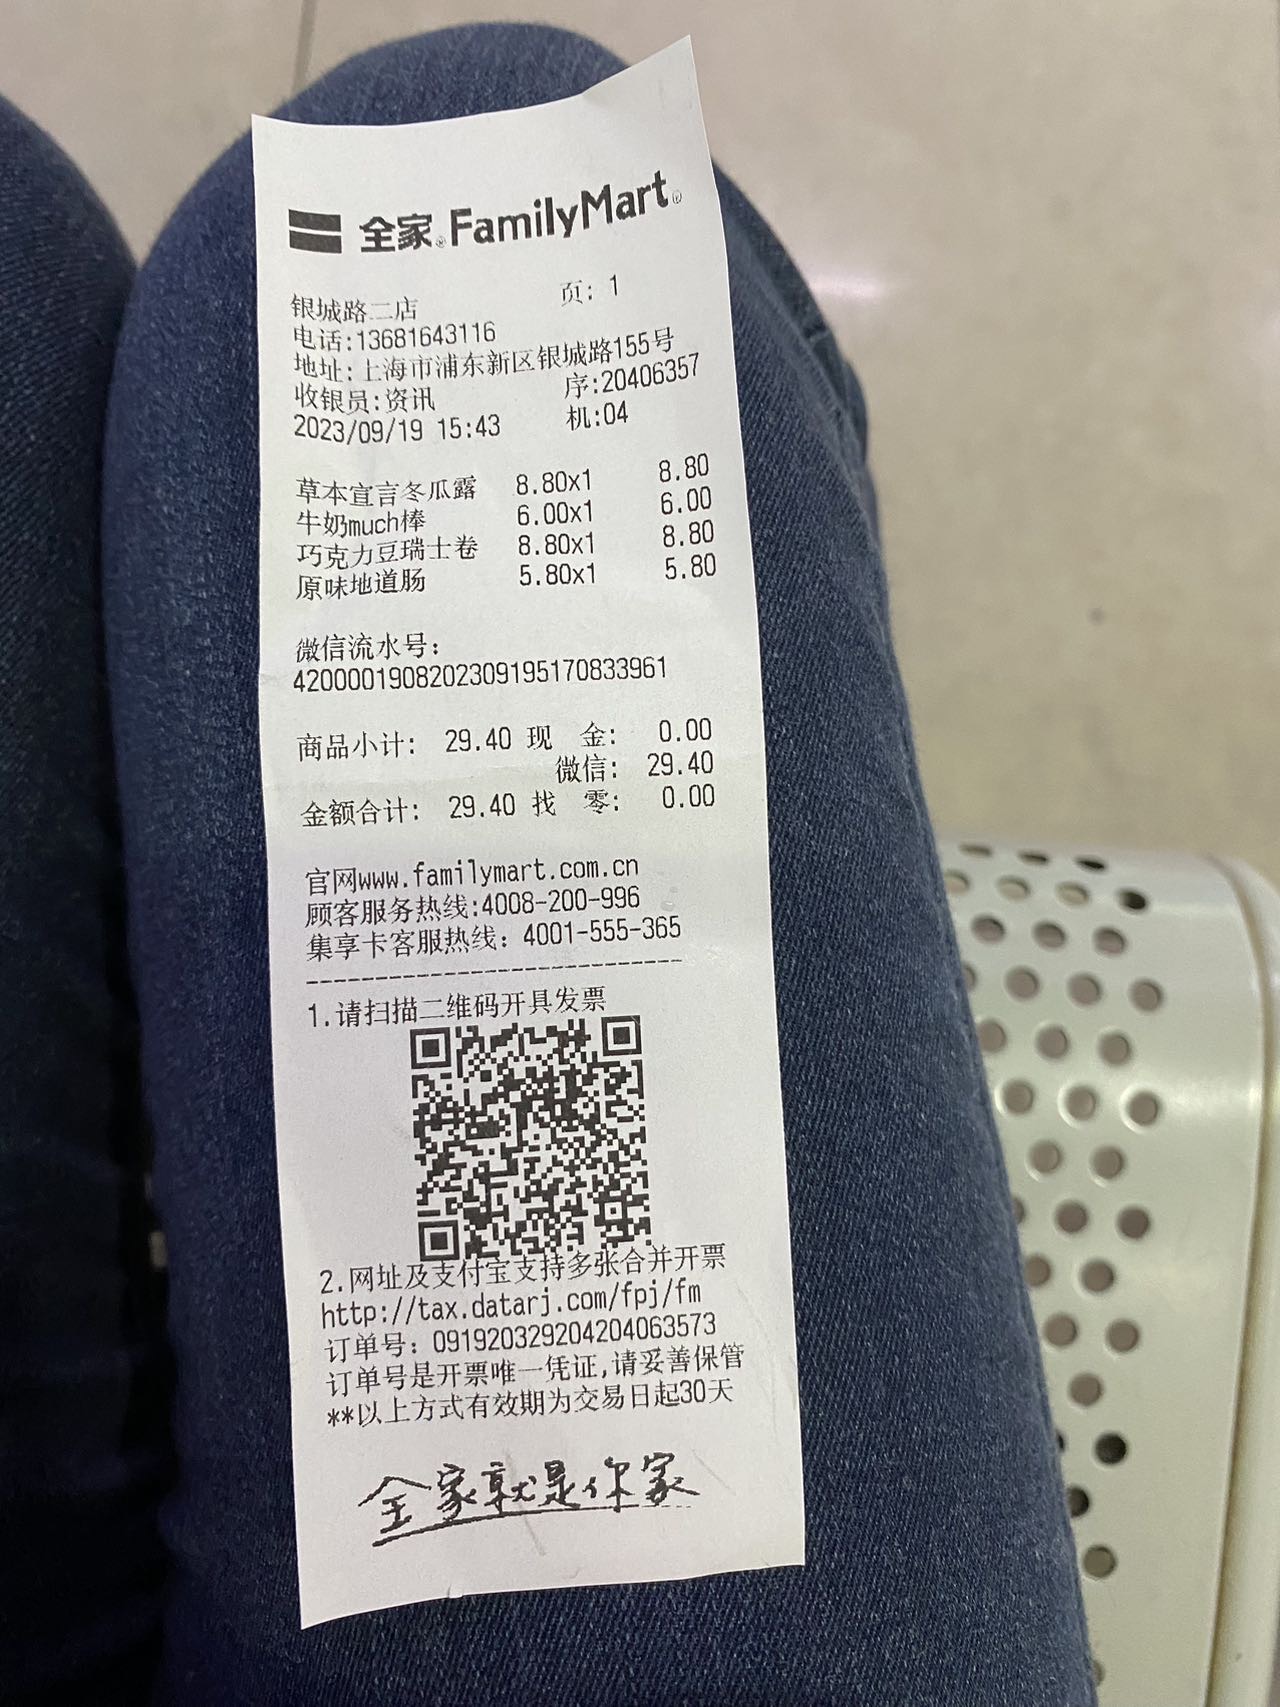 全家® FamilyMart®
银城路二店 页: 1
电话:13681643116
地址:上海市浦东新区银城路155号
收银员:资讯 序:20406357
2023/09/19 15:43 机:04
草本宣言冬瓜露 8.80x1 8.80
牛奶much棒 6.00x1 6.00
巧克力豆瑞士卷 8.80x1 8.80
原味地道肠 5.80x1 5.80
微信流水号:
4200001908202309195170833961
商品小计: 29.40 现 金: 0.00
微信: 29.40
金额合计: 29.40 找 零: 0.00
官网www.familymart.com.cn
顾客服务热线:4008-200-996
集享卡客服热线: 4001-555-365
1.请扫描二维码开具发票
2.网址及支付宝支持多张合并开票
http://tax.datarj.com/fpj/fm
订单号: 091920329204204063573
订单号是开票唯一凭证,请妥善保管
**以上方式有效期为交易日起30天
全家就是你家